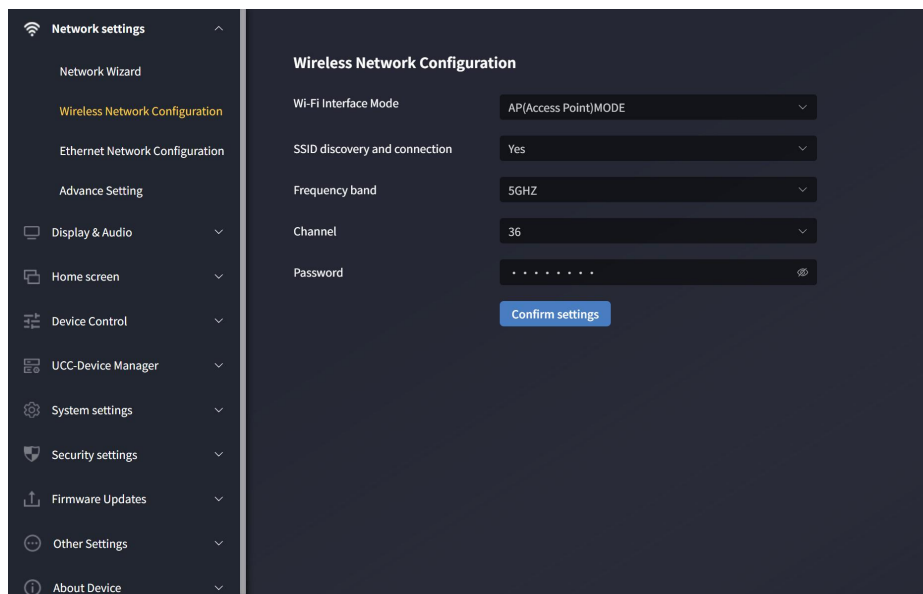 Network settings
Network Wizard
Wireless Network Configuration
Ethernet Network Configuration
Advance Setting
Display & Audio
Home screen
Device Control
UCC-Device Manager
System settings
Security settings
Firmware Updates
Other Settings
About Device
Wireless Network Configuration
Wi-Fi Interface Mode AP(Access Point)MODE
SSID discovery and connection Yes
Frequency band 5GHZ
Channel 36
Password ········
Confirm settings